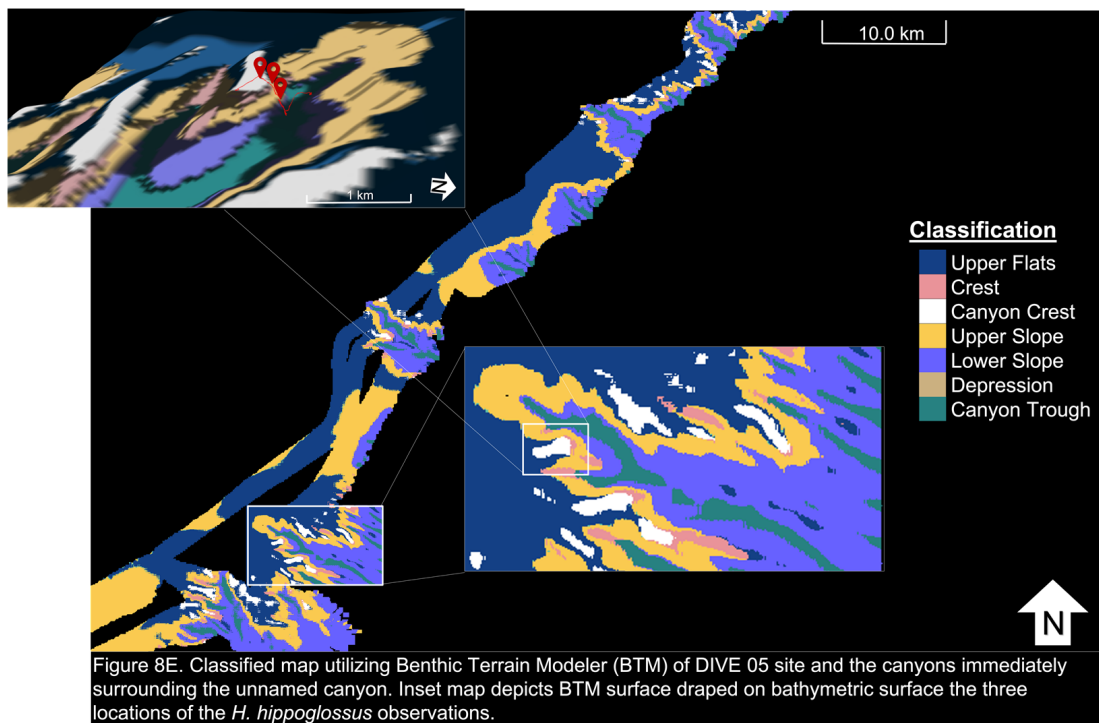 10.0 km
1 km
N
Classification
Upper Flats
Crest
Canyon Crest
Upper Slope
Lower Slope
Depression
Canyon Trough
N
Figure 8E. Classified map utilizing Benthic Terrain Modeler (BTM) of DIVE 05 site and the canyons immediately
surrounding the unnamed canyon. Inset map depicts BTM surface draped on bathymetric surface the three
locations of the H. hippoglossus observations.